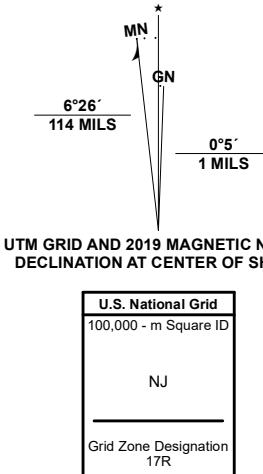 ★
MN
GN
6°26´
114 MILS
0°5´
1 MILS
UTM GRID AND 2019 MAGNETIC N
DECLINATION AT CENTER OF SH
U.S. National Grid
100,000 - m Square ID
NJ
Grid Zone Designation
17R